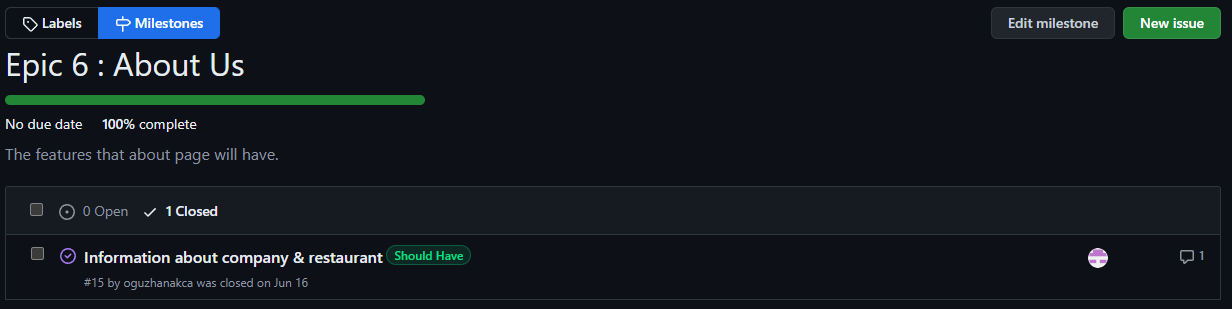 Labels Milestones Edit milestone New issue
Epic 6 : About Us
No due date 100% complete
The features that about page will have.
0 Open 1 Closed
Information about company & restaurant Should Have 1
#15 by oguzhanakca was closed on Jun 16